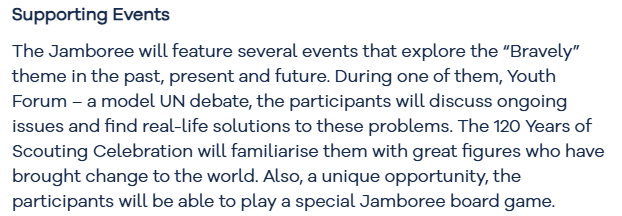 Supporting Events
The Jamboree will feature several events that explore the “Bravely”
theme in the past, present and future. During one of them, Youth
Forum – a model UN debate, the participants will discuss ongoing
issues and find real-life solutions to these problems. The 120 Years of
Scouting Celebration will familiarise them with great figures who have
brought change to the world. Also, a unique opportunity, the
participants will be able to play a special Jamboree board game.